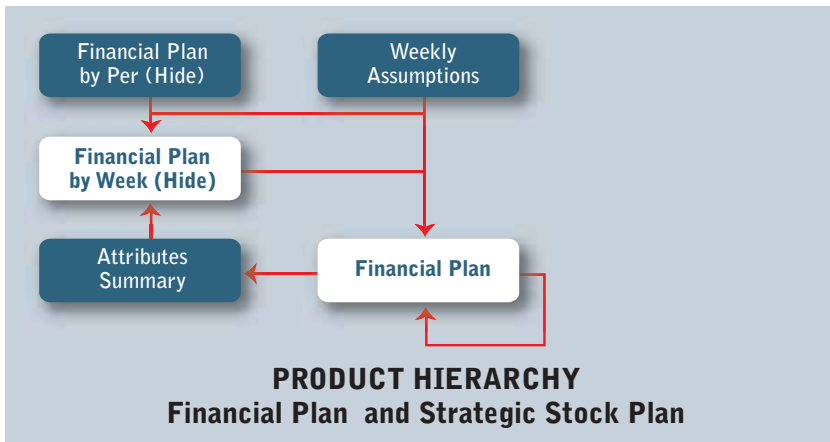 Financial Plan
by Per (Hide)
Weekly
Assumptions
Financial Plan
by Week (Hide)
Attributes
Summary
Financial Plan
PRODUCT HIERARCHY
Financial Plan and Strategic Stock Plan